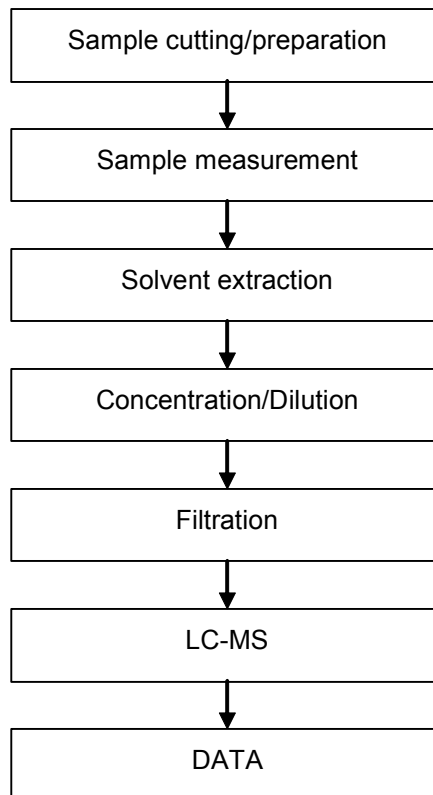 Sample cutting/preparation
Sample measurement
Solvent extraction
Concentration/Dilution
Filtration
LC-MS
DATA